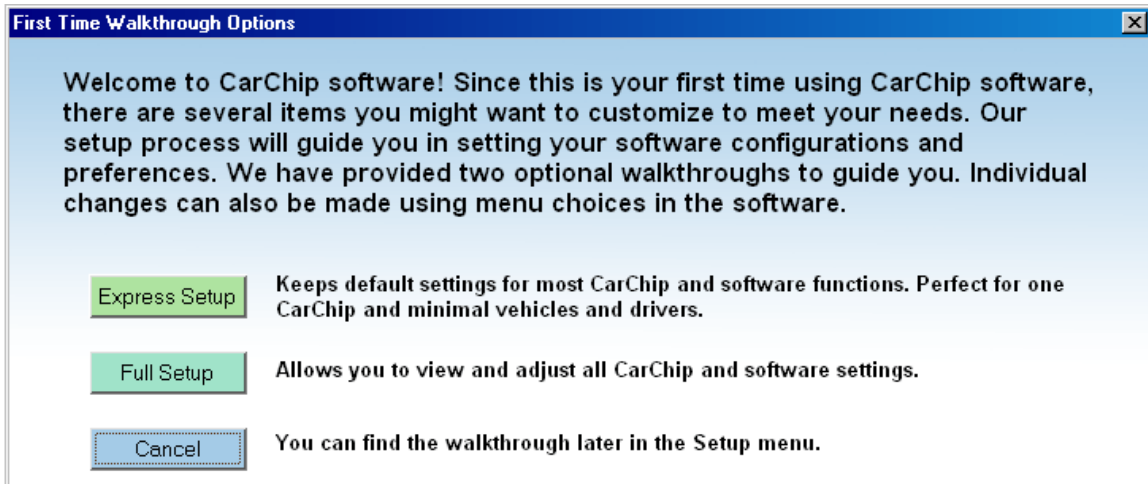 First Time Walkthrough Options
Welcome to CarChip software! Since this is your first time using CarChip software,
there are several items you might want to customize to meet your needs. Our
setup process will guide you in setting your software configurations and
preferences. We have provided two optional walkthroughs to guide you. Individual
changes can also be made using menu choices in the software.
Express Setup
Keeps default settings for most CarChip and software functions. Perfect for one
CarChip and minimal vehicles and drivers.
Full Setup
Allows you to view and adjust all CarChip and software settings.
Cancel
You can find the walkthrough later in the Setup menu.